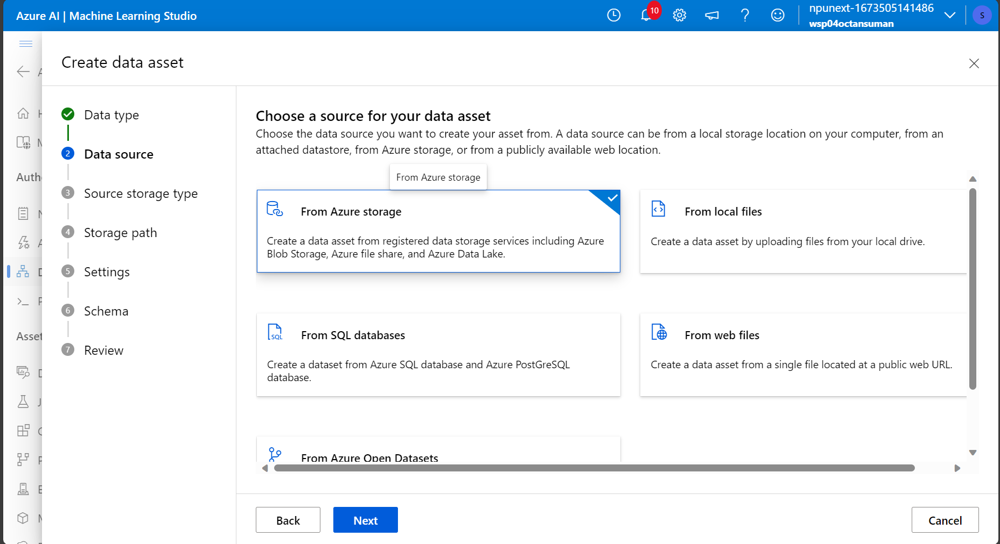 Azure AI | Machine Learning Studio
10
npunext-1673505141486
wsp04octansuman
S
Create data asset
Data type
2 Data source
3 Source storage type
4 Storage path
5 Settings
6 Schema
7 Review
Choose a source for your data asset
Choose the data source you want to create your asset from. A data source can be from a local storage location on your computer, from an
attached datastore, from Azure storage, or from a publicly available web location.
From Azure storage
From Azure storage
Create a data asset from registered data storage services including Azure
Blob Storage, Azure file share, and Azure Data Lake.
From local files
Create a data asset by uploading files from your local drive.
SQL
From SQL databases
Create a dataset from Azure SQL database and Azure PostGreSQL
database.
From web files
Create a data asset from a single file located at a public web URL.
From Azure Open Datasets
Back
Next
Cancel